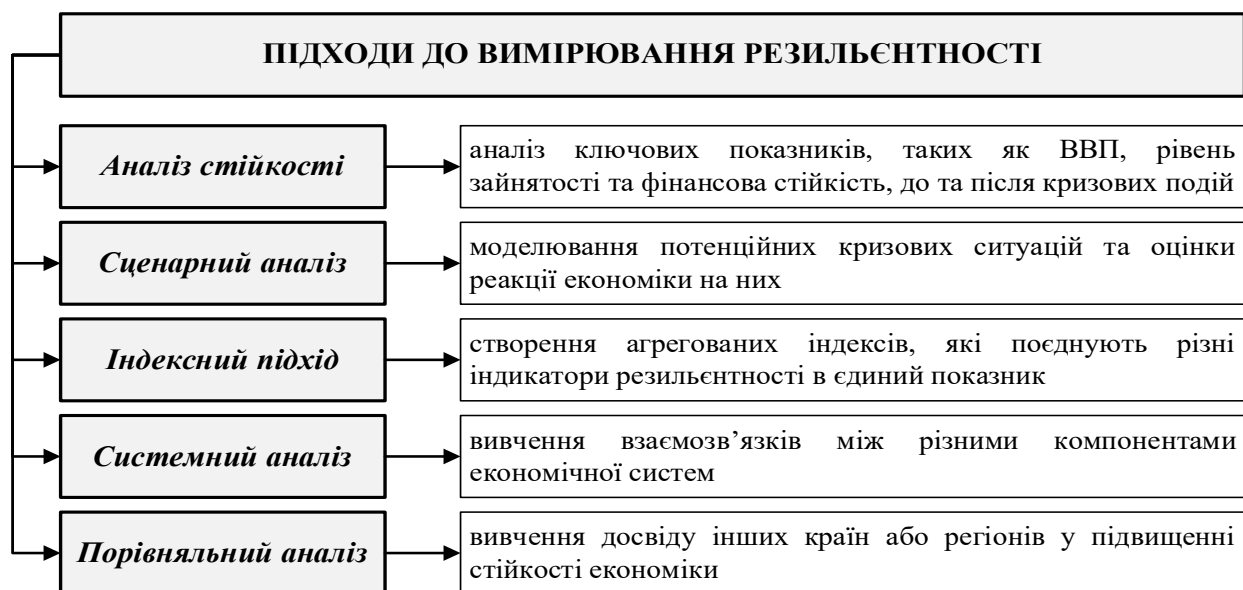 ПІДХОДИ ДО ВИМІРЮВАННЯ РЕЗИЛЬЄНТНОСТІ
Аналіз стійкості
аналіз ключових показників, таких як ВВП, рівень
зайнятості та фінансова стійкість, до та після кризових подій
Сценарний аналіз
моделювання потенційних кризових ситуацій та оцінки
реакції економіки на них
Індексний підхід
створення агрегованих індексів, які поєднують різні
індикатори резильєнтності в єдиний показник
Системний аналіз
вивчення взаємозв’язків між різними компонентами
економічної систем
Порівняльний аналіз
вивчення досвіду інших країн або регіонів у підвищенні
стійкості економіки